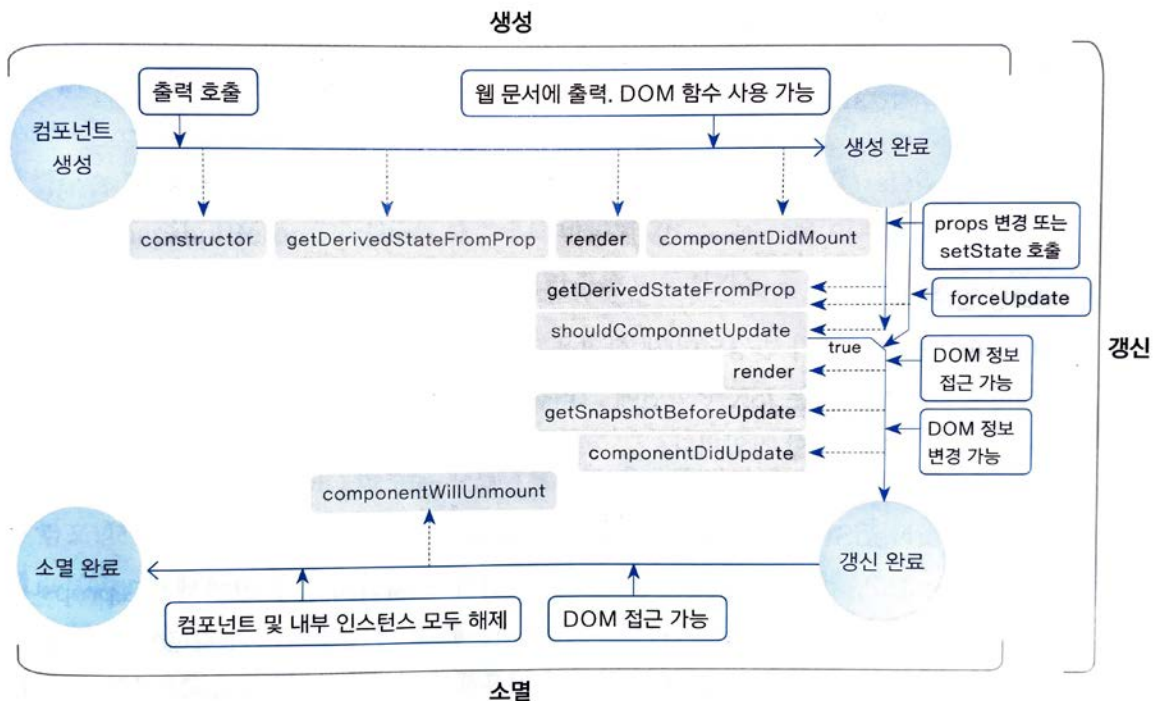 생성
출력 호출
웹 문서에 출력. DOM 함수 사용 가능
컴포넌트
생성
생성 완료
constructor
getDerivedStateFromProp
render
componentDidMount
props 변경 또는
setState 호출
getDerivedStateFromProp
forceUpdate
shouldComponnetUpdate
true
갱신
DOM 정보
접근 가능
render
getSnapshotBeforeUpdate
DOM 정보
변경 가능
componentDidUpdate
componentWillUnmount
소멸 완료
갱신 완료
컴포넌트 및 내부 인스턴스 모두 해제
DOM 접근 가능
소멸